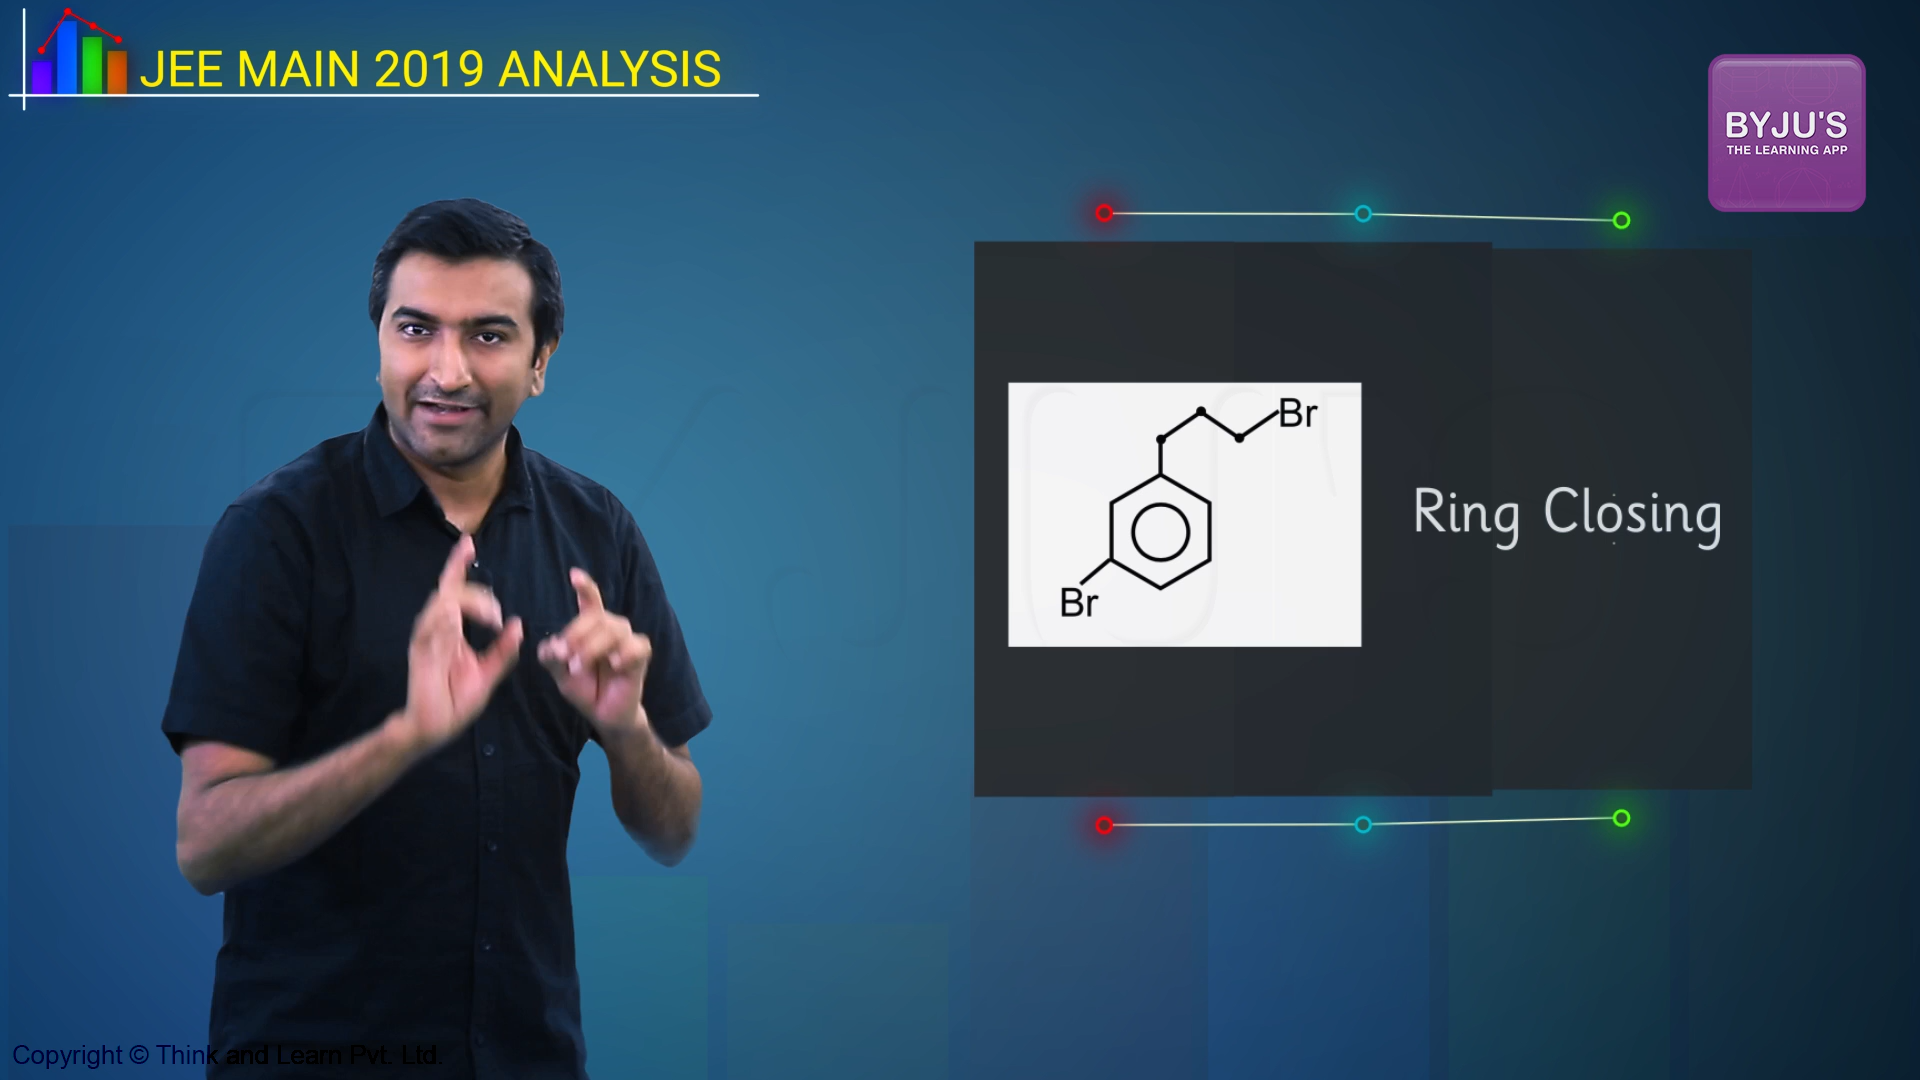 JEE MAIN 2019 ANALYSIS
BYJU'S
THE LEARNING APP
Br
Ring Closing
Br
Copyright © Think and Learn Pvt. Ltd.